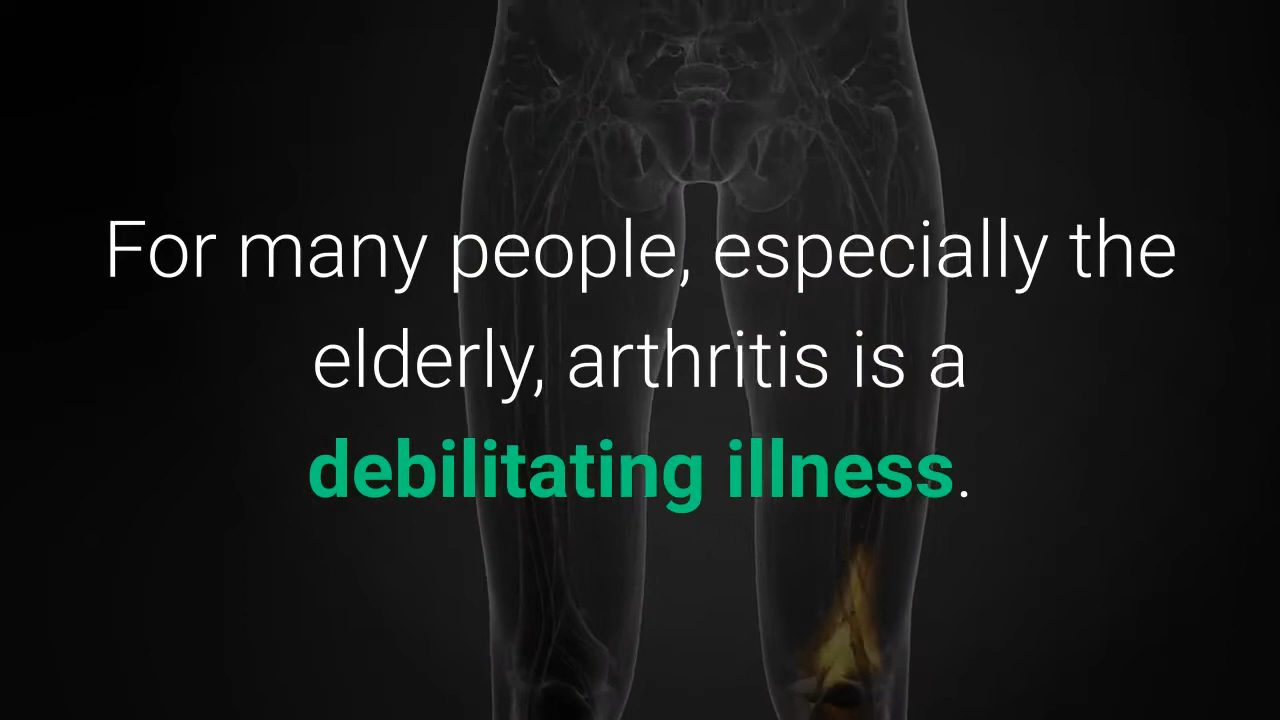 For many people, especially the
elderly, arthritis is a
debilitating illness.